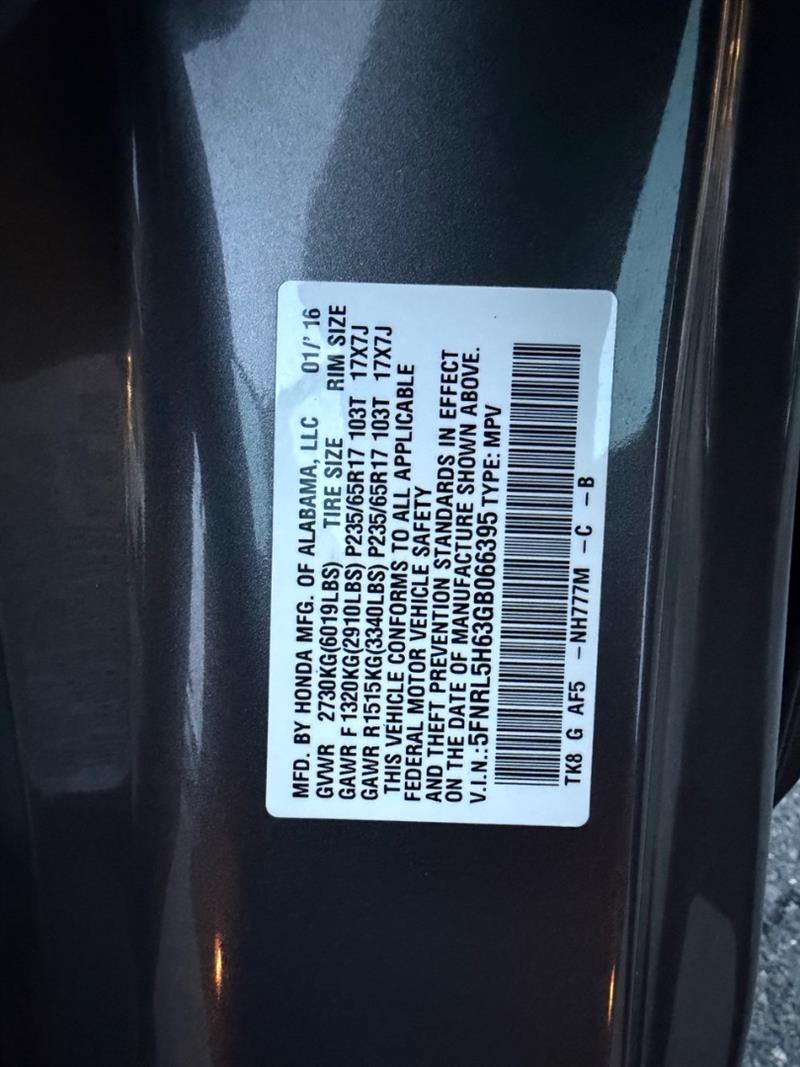 MFD. BY HONDA MFG. OF ALABAMA, LLC 01/'16
GVWR 2730KG(6019LBS) TIRE SIZE RIM SIZE
GAWR F 1320KG(2910LBS) P235/65R17 103T 17X7J
GAWR R1515KG(3340LBS) P235/65R17 103T 17X7J
THIS VEHICLE CONFORMS TO ALL APPLICABLE
FEDERAL MOTOR VEHICLE SAFETY
AND THEFT PREVENTION STANDARDS IN EFFECT
ON THE DATE OF MANUFACTURE SHOWN ABOVE.
V.I.N.:5FNRL5H63GB066395 TYPE: MPV
TK8 G AF5 -NH777M -C -B